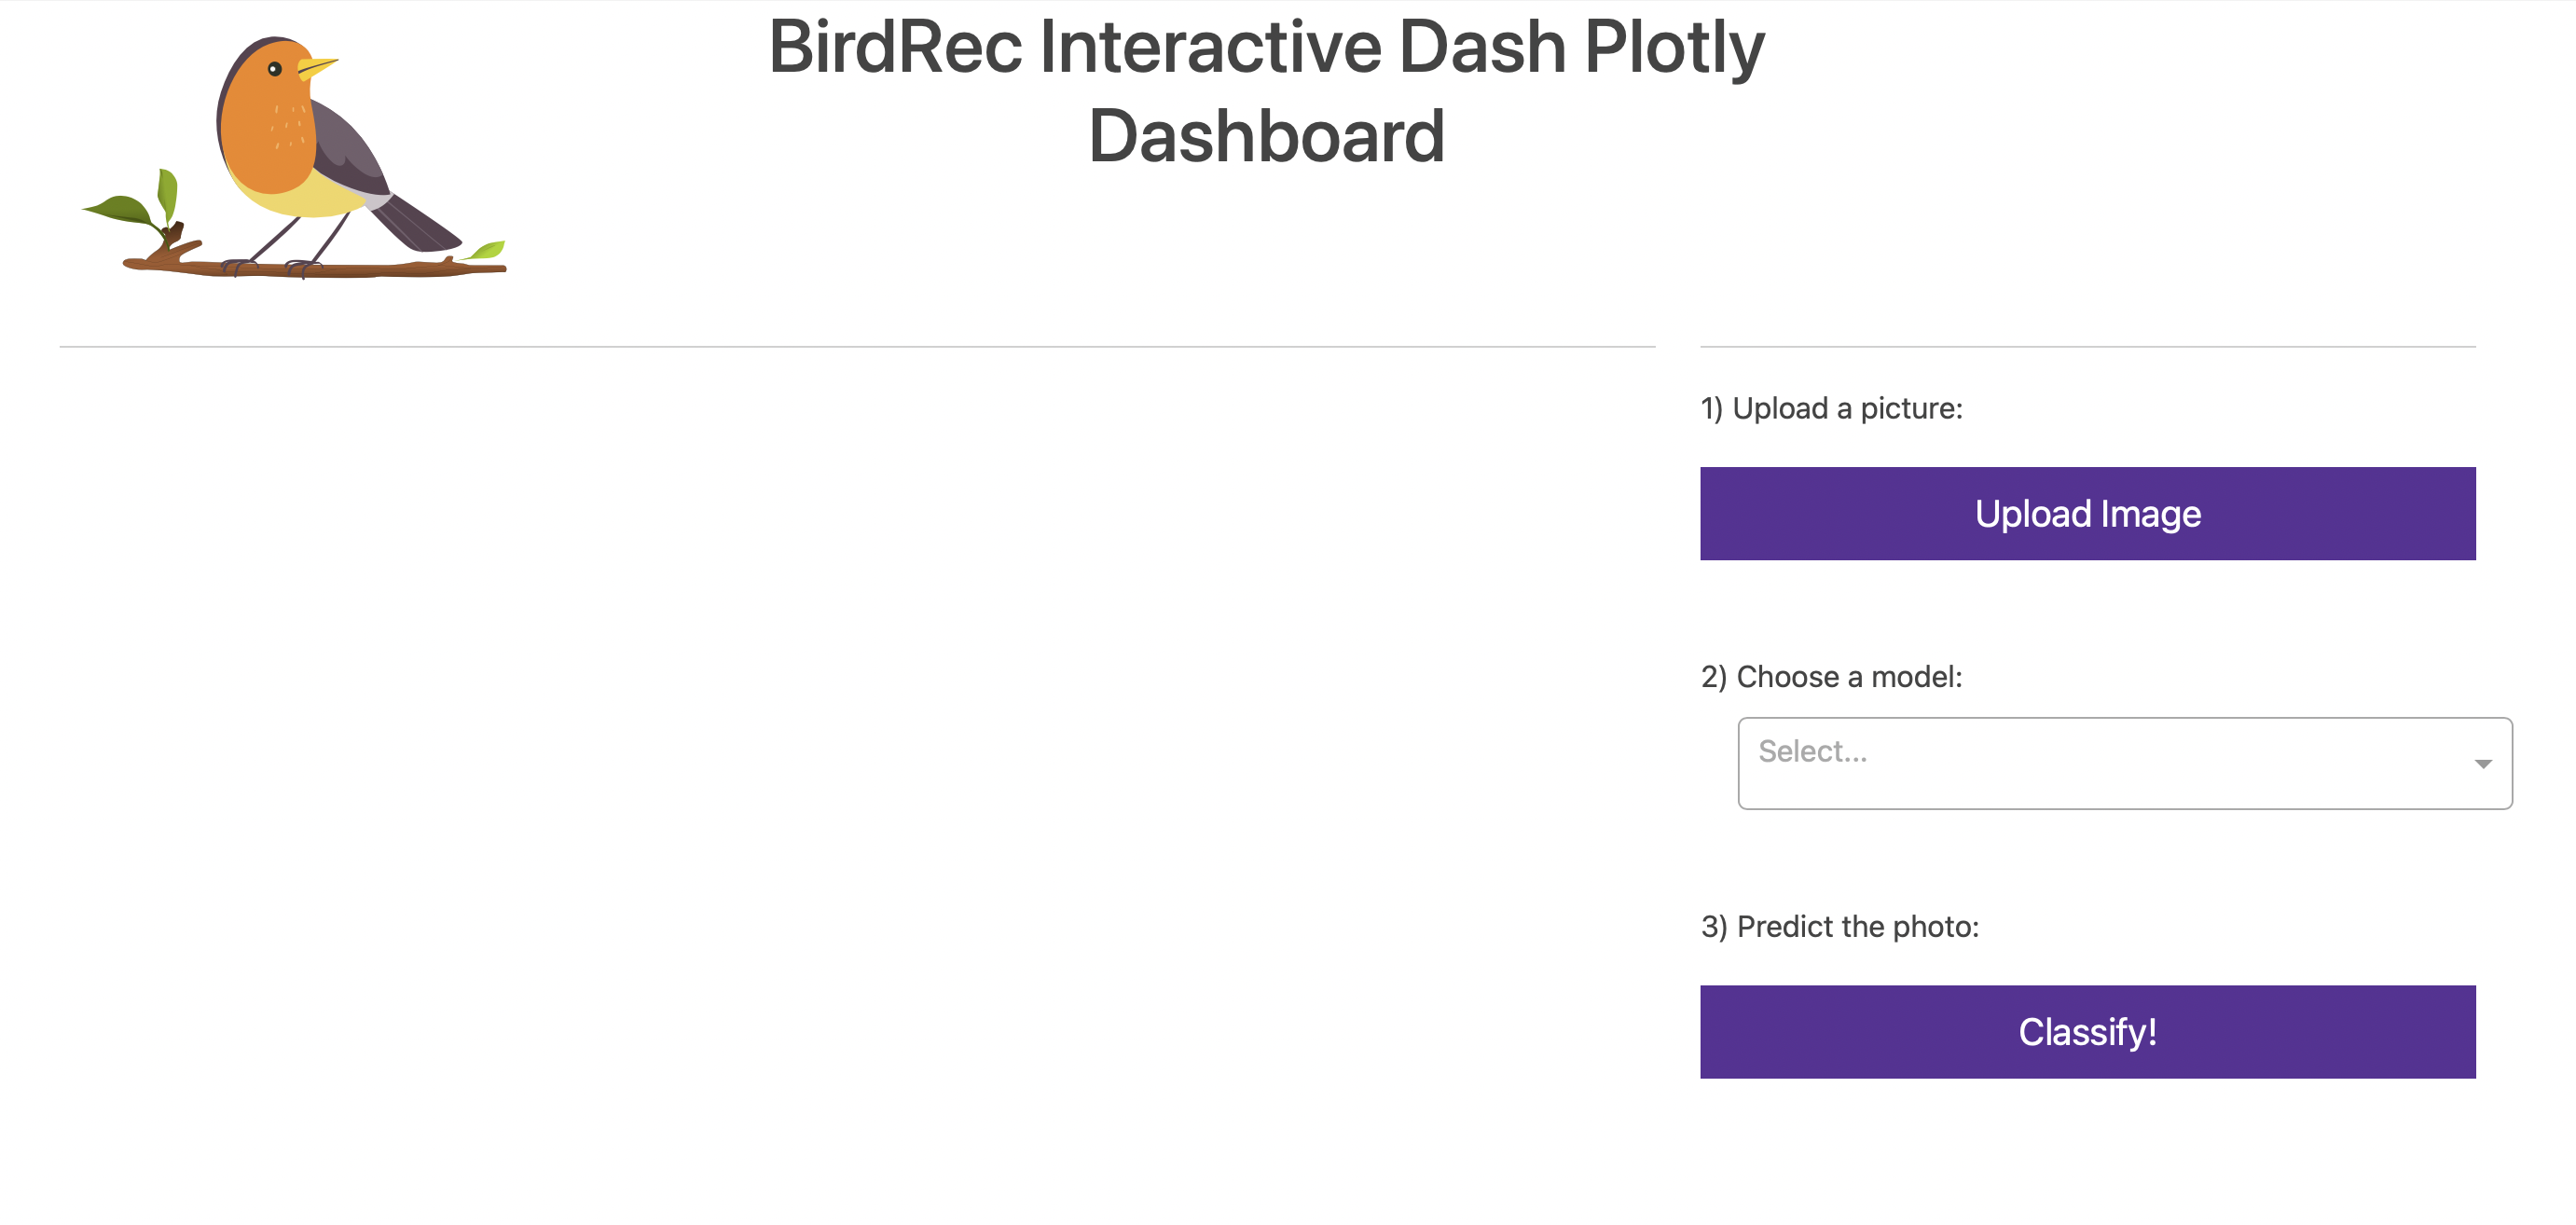 BirdRec Interactive Dash Plotly
Dashboard
1) Upload a picture:
Upload Image
2) Choose a model:
Select...
3) Predict the photo:
Classify!